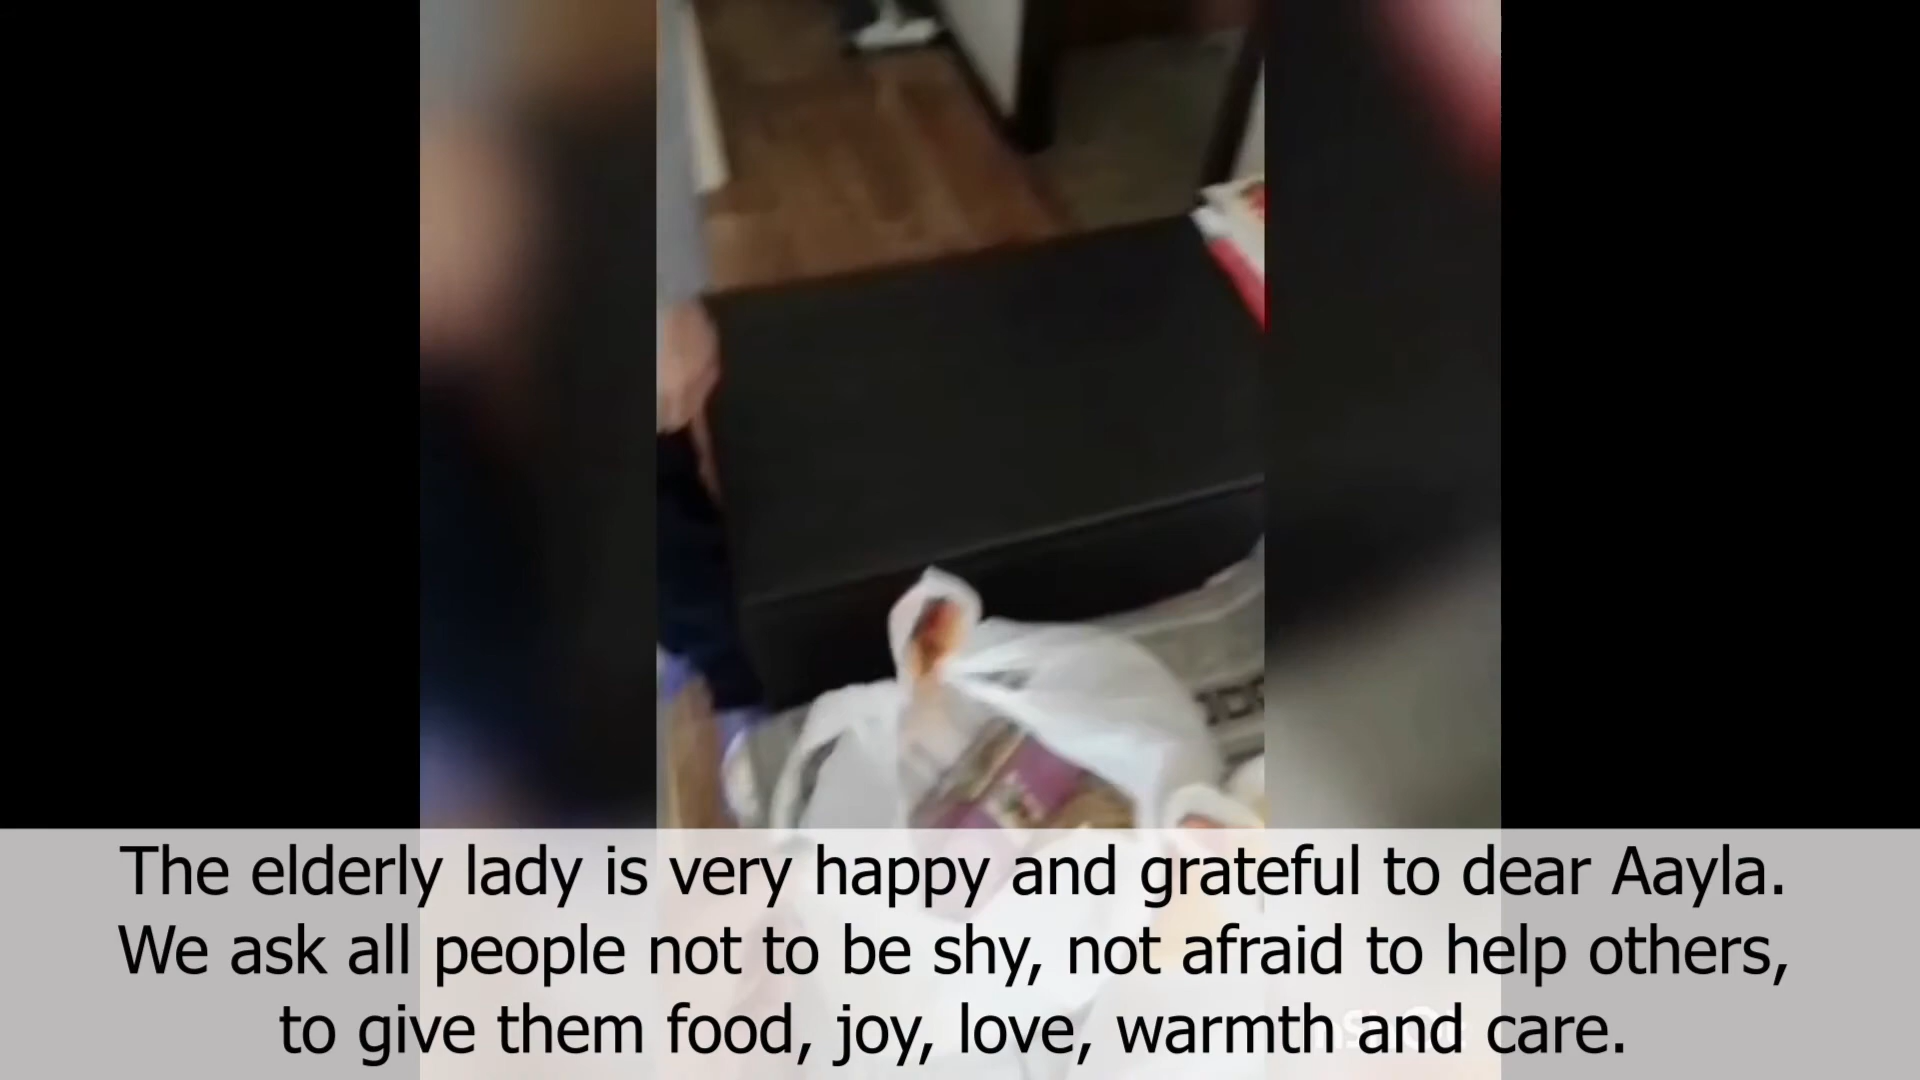 The elderly lady is very happy and grateful to dear Aayla.
We ask all people not to be shy, not afraid to help others,
to give them food, joy, love, warmth and care.